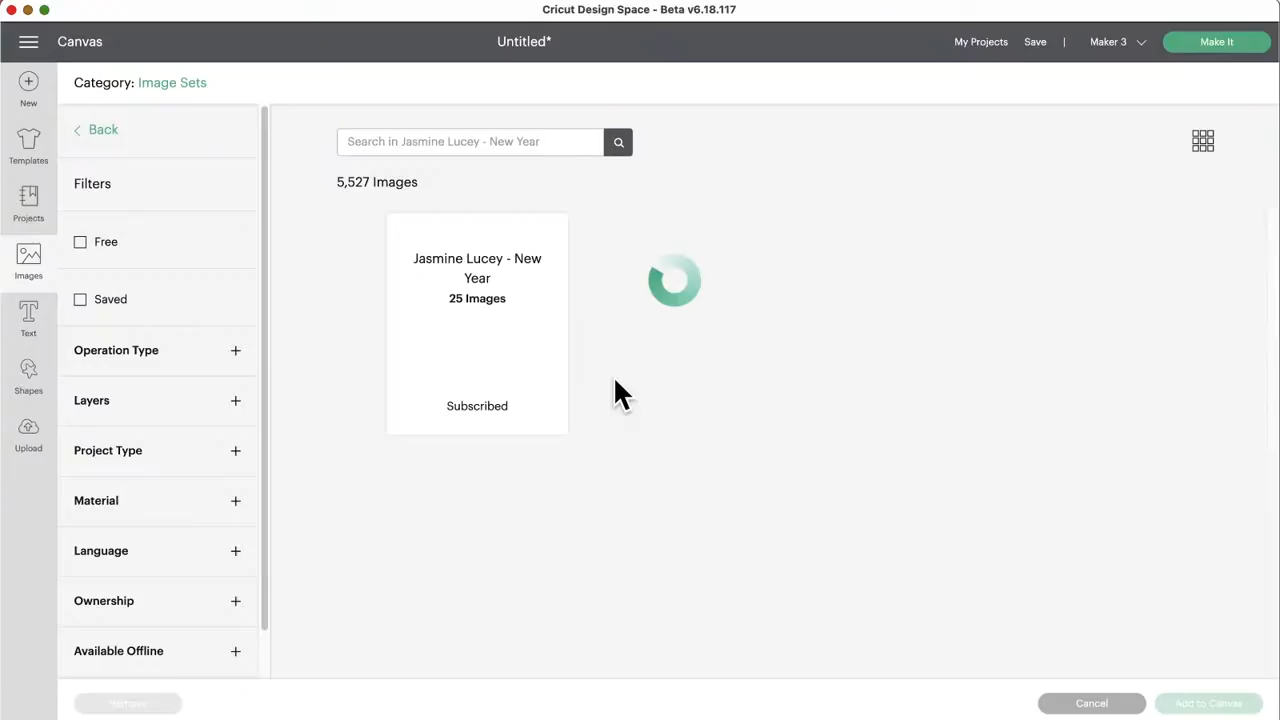 Cricut Design Space - Beta v6.18.117
Canvas
Untitled*
My Projects
Save
|
Maker 3
Make It
New
Templates
Projects
Images
Text
Shapes
Upload
Category: Image Sets
Back
Filters
Free
Saved
Operation Type +
Layers +
Project Type +
Material +
Language +
Ownership +
Available Offline +
Search in Jasmine Lucey - New Year
5,527 Images
Jasmine Lucey - New
Year
25 Images
Subscribed
Cancel
Add to Canvas